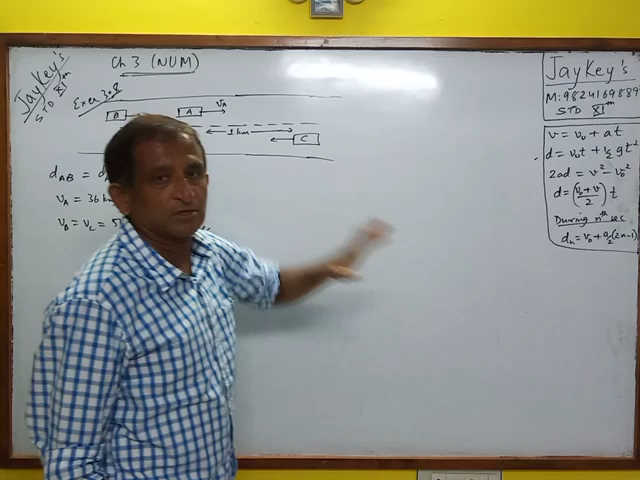 JayKey's
STD XIth
Ch 3 (NUM)
Exer 3.8
B
A
VA
1 km
C
dAB = d
VA = 36 k
VB = VC = 5
JayKey's
M: 9824169889
STD XIth
v = v₀ + at
d = v₀t + ½ gt²
2ad = v² - v₀²
d = (v₀ + v / 2) t
During nth sec
dn = v₀ + a/2 (2n-1)